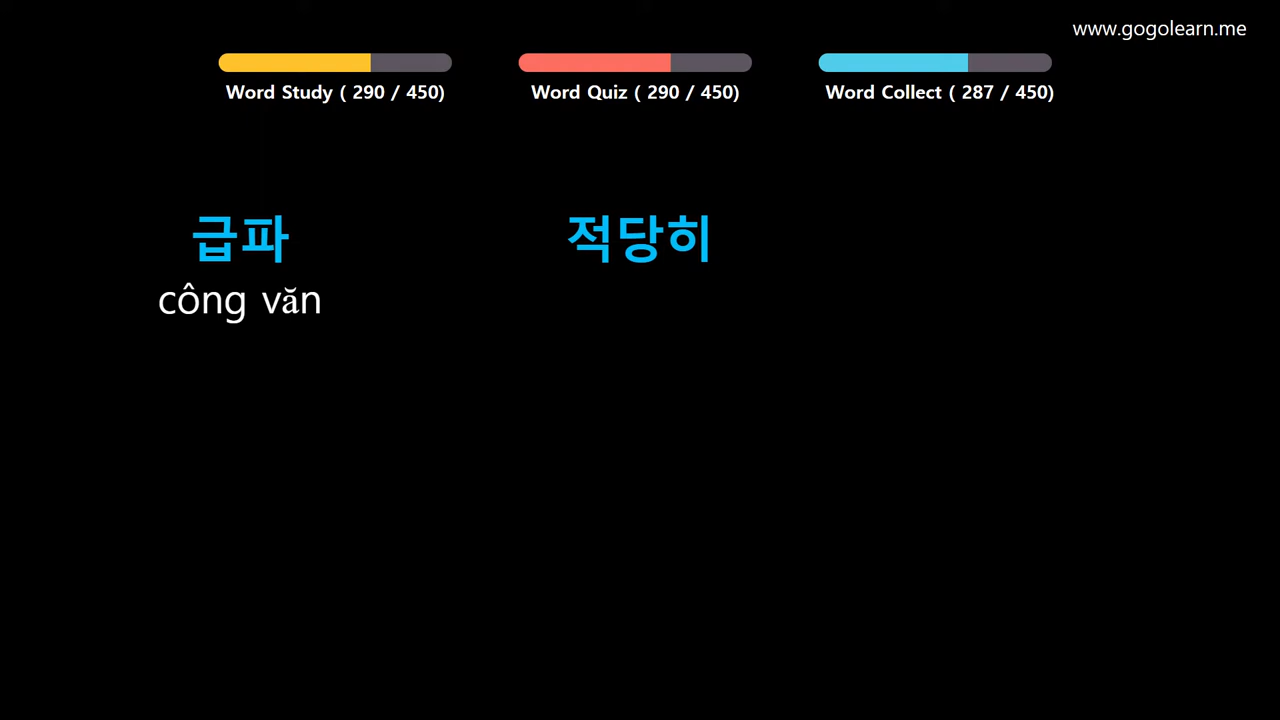 www.gogolearn.me
Word Study ( 290 / 450)
Word Quiz ( 290 / 450)
Word Collect ( 287 / 450)
급파
적당히
công văn